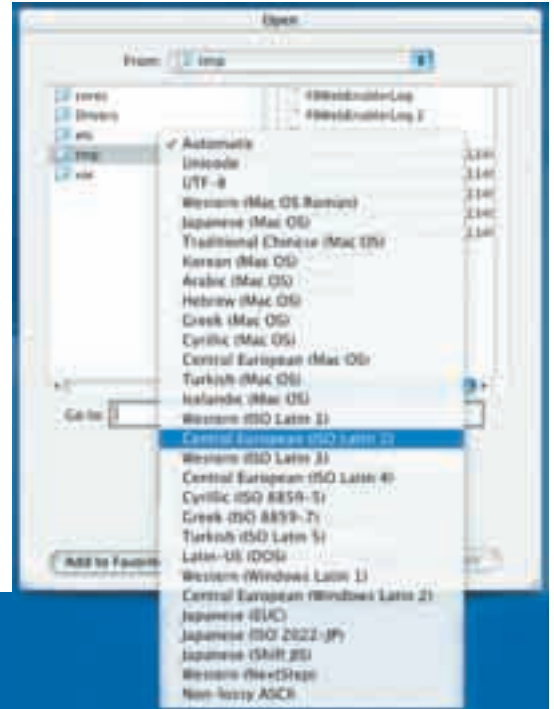 Open
From: tmp
cores
Drivers
etc
tmp
var
FBWebEnablerLog
FBWebEnablerLog 2
✓ Automatic
Unicode
UTF-8
Western (Mac OS Roman)
Japanese (Mac OS)
Traditional Chinese (Mac OS)
Korean (Mac OS)
Arabic (Mac OS)
Hebrew (Mac OS)
Greek (Mac OS)
Cyrillic (Mac OS)
Central European (Mac OS)
Turkish (Mac OS)
Icelandic (Mac OS)
Go to:
Western (ISO Latin 1)
Central European (ISO Latin 2)
Western (ISO Latin 3)
Central European (ISO Latin 4)
Cyrillic (ISO 8859-5)
Greek (ISO 8859-7)
Turkish (ISO Latin 5)
Latin-US (DOS)
Add to Favorit
Western (Windows Latin 1)
Central European (Windows Latin 2)
Japanese (EUC)
Japanese (ISO 2022-JP)
Japanese (Shift JIS)
Western (NextStep)
Non-lossy ASCII